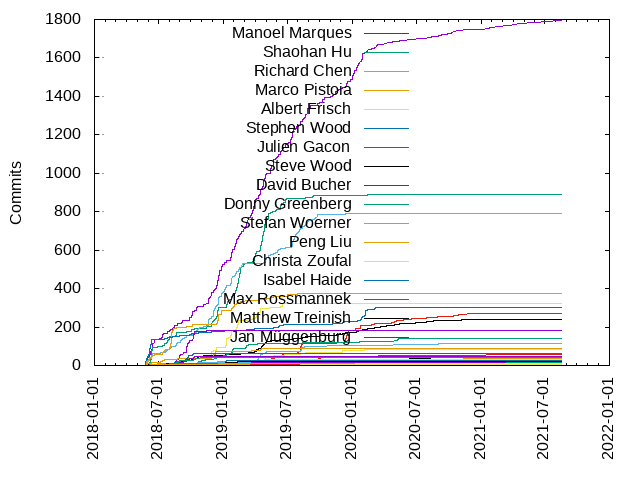 1800
1600
1400
1200
1000
800
600
400
200
0
Commits
Manoel Marques
Shaohan Hu
Richard Chen
Marco Pistoia
Albert Frisch
Stephen Wood
Julien Gacon
Steve Wood
David Bucher
Donny Greenberg
Stefan Woerner
Peng Liu
Christa Zoufal
Isabel Haide
Max Rossmannek
Matthew Treinish
Jan Müggenburg
2018-01-01
2018-07-01
2019-01-01
2019-07-01
2020-01-01
2020-07-01
2021-01-01
2021-07-01
2022-01-01